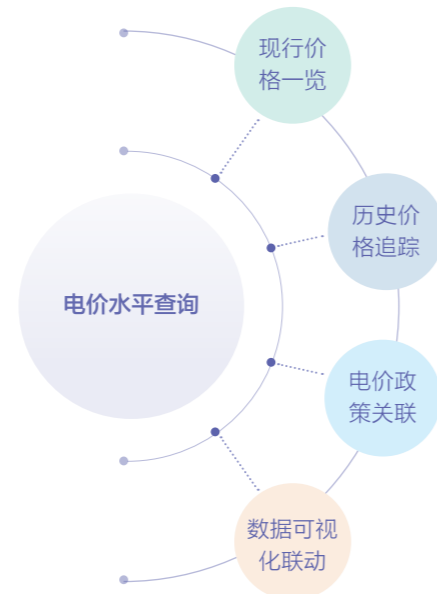 现行价
格一览
历史价
格追踪
电价水平查询
电价政
策关联
数据可视
化联动